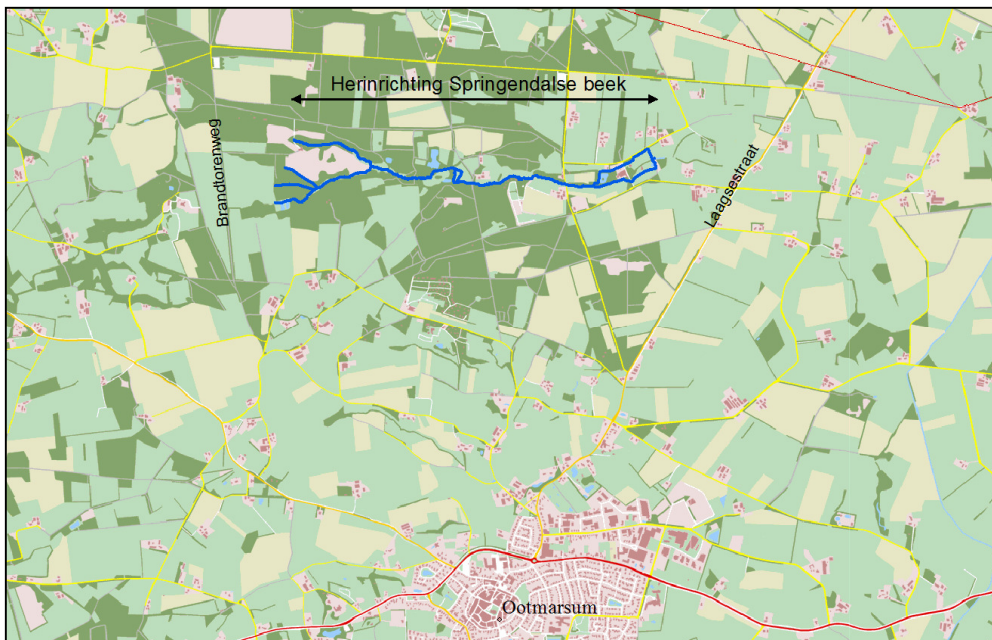 Herinrichting Springendalse beek
Brandtorenweg
Laagsestraat
Ootmarsum